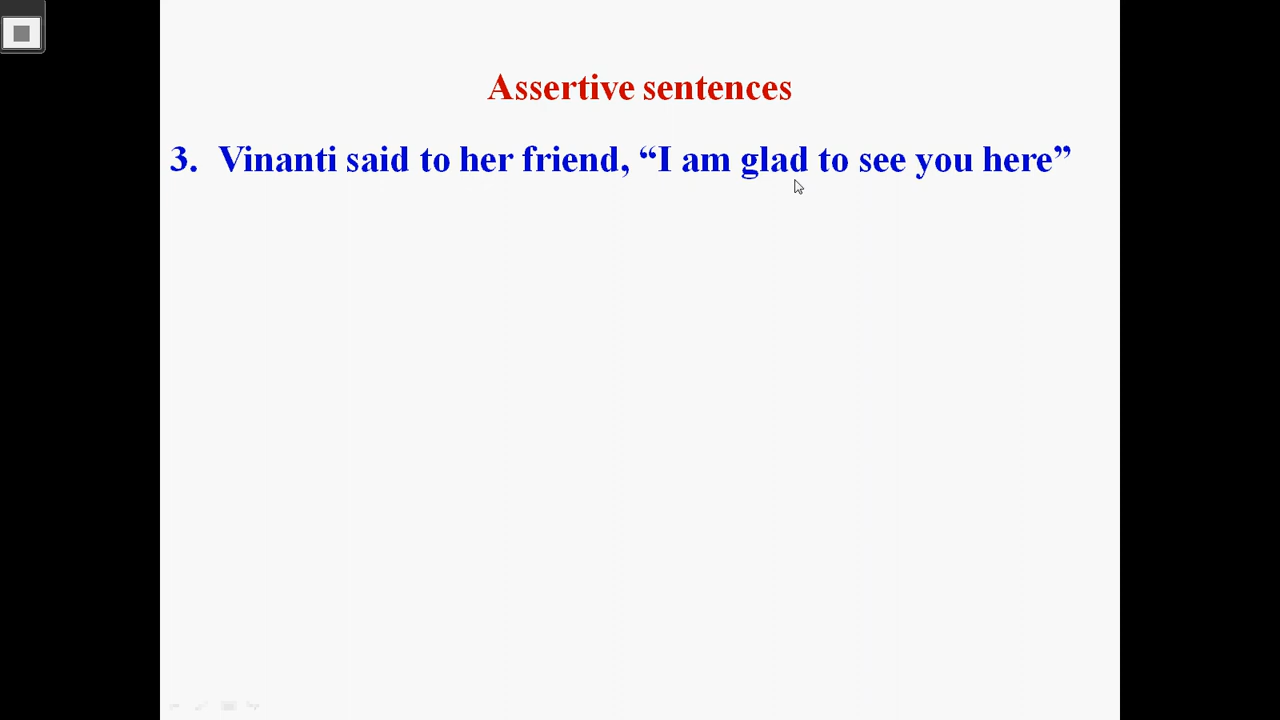 Assertive sentences
3. Vinanti said to her friend, “I am glad to see you here”